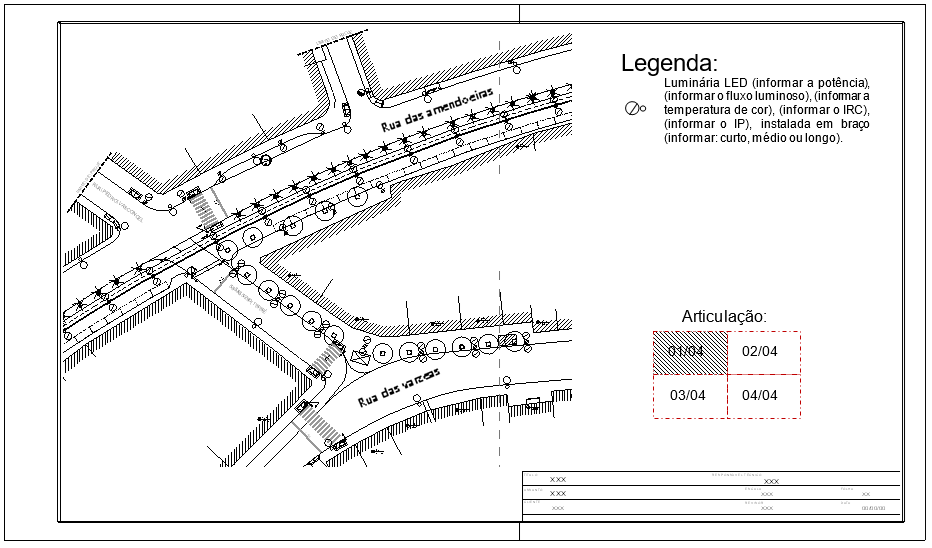 Legenda:
Luminária LED (informar a potência),
(informar o fluxo luminoso), (informar a
temperatura de cor), (informar o IRC),
(informar o IP), instalada em braço
(informar: curto, médio ou longo).
Rua das amendoeiras
Rua das varzeas
Articulação:
01/04 02/04
03/04 04/04
XXX XXX
XXX XXX XX
XXX XXX 00/00/00